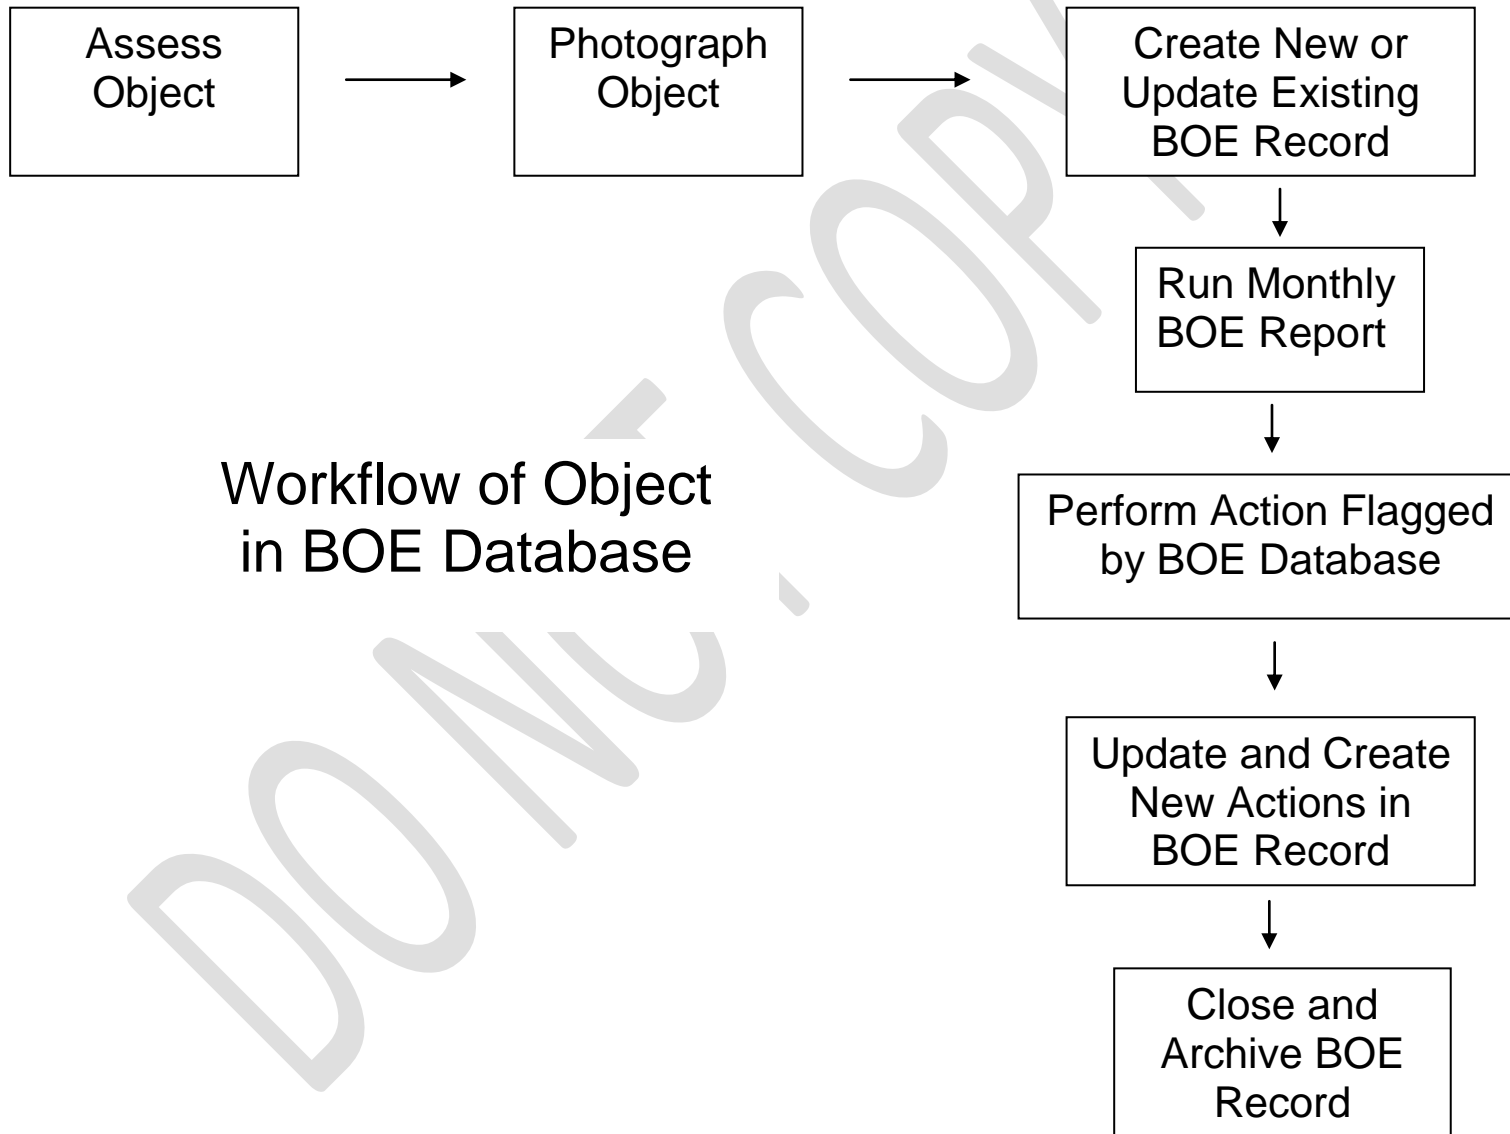 Assess
Object
Photograph
Object
Create New or
Update Existing
BOE Record
Run Monthly
BOE Report
Workflow of Object
in BOE Database
Perform Action Flagged
by BOE Database
Update and Create
New Actions in
BOE Record
Close and
Archive BOE
Record
DO NOT COPY